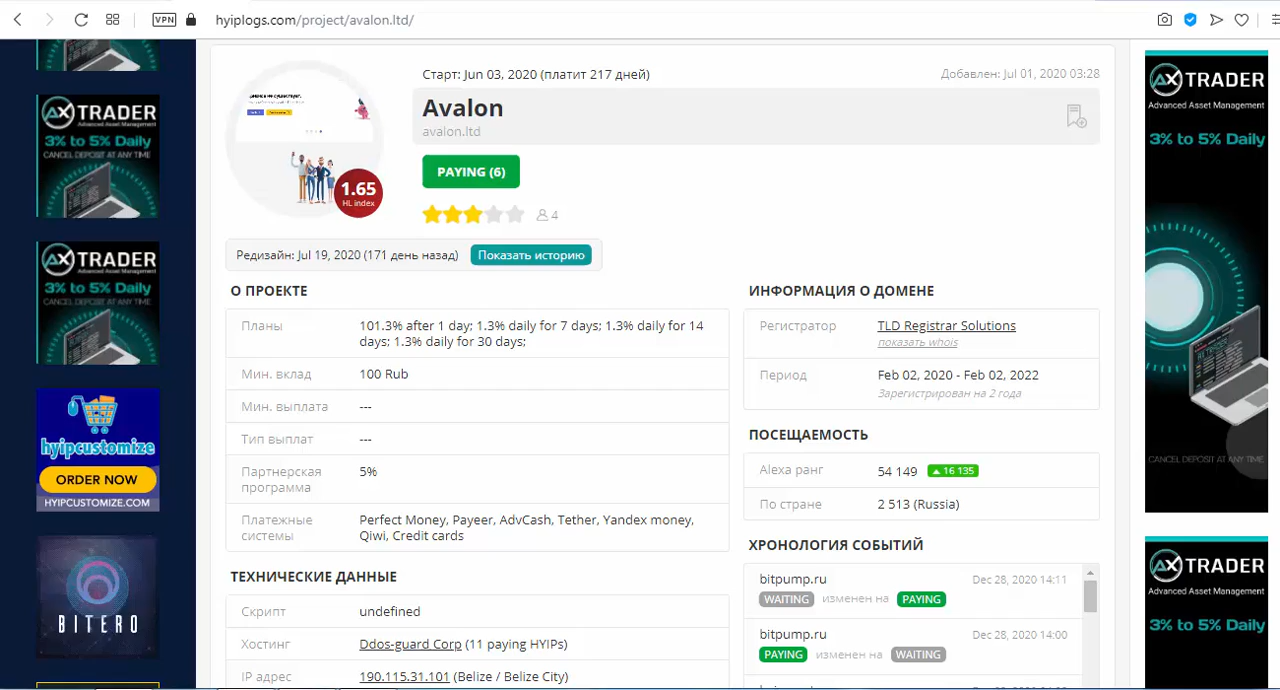 VPN
hyiplogs.com/project/avalon.ltd/
AX TRADER
3% to 5% Daily
CANCEL DEPOSIT AT ANY TIME
AX TRADER
Advanced Asset Management
3% to 5% Daily
CANCEL DEPOSIT AT ANY TIME
hyipcustomize
ORDER NOW
HYIPCUSTOMIZE.COM
BITERO
Старт: Jun 03, 2020 (платит 217 дней)
Добавлен: Jul 01, 2020 03:28
Avalon
avalon.ltd
1.65
HL index
PAYING (6)
4
Редизайн: Jul 19, 2020 (171 день назад)
Показать историю
О ПРОЕКТЕ
Планы
101.3% after 1 day; 1.3% daily for 7 days; 1.3% daily for 14
days; 1.3% daily for 30 days;
Мин. вклад
100 Rub
Мин. выплата
---
Тип выплат
---
Партнерская
программа
5%
Платежные
системы
Perfect Money, Payeer, AdvCash, Tether, Yandex money,
Qiwi, Credit cards
ТЕХНИЧЕСКИЕ ДАННЫЕ
Скрипт
undefined
Хостинг
Ddos-guard Corp (11 paying HYIPs)
IP адрес
190.115.31.101 (Belize / Belize City)
ИНФОРМАЦИЯ О ДОМЕНЕ
Регистратор
TLD Registrar Solutions
показать whois
Период
Feb 02, 2020 - Feb 02, 2022
Зарегистрирован на 2 года
ПОСЕЩАЕМОСТЬ
Alexa ранг
54 149
16 135
По стране
2 513 (Russia)
ХРОНОЛОГИЯ СОБЫТИЙ
bitpump.ru
Dec 28, 2020 14:11
WAITING изменен на PAYING
bitpump.ru
Dec 28, 2020 14:00
PAYING изменен на WAITING
AX TRADER
Advanced Asset Management
3% to 5% Daily
CANCEL DEPOSIT AT ANY TIME
AX TRADER
Advanced Asset Management
3% to 5% Daily